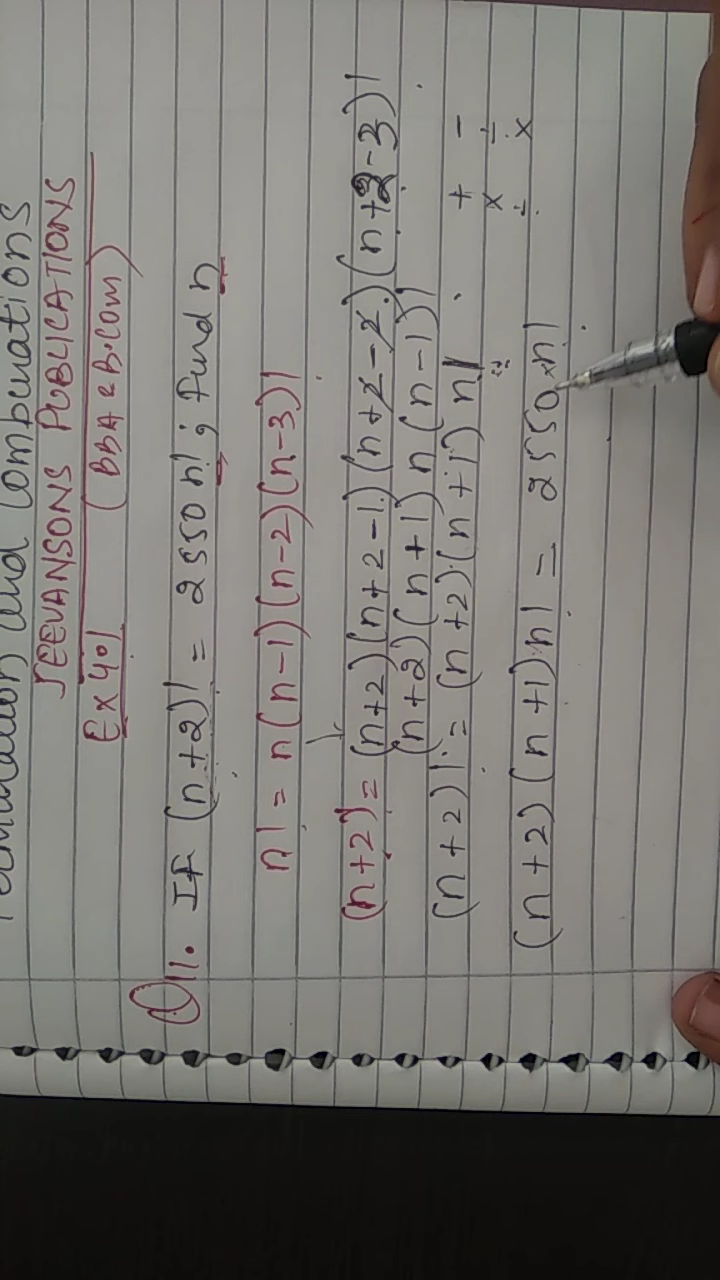 Permutation and Combinations
JEEVANSONS PUBLICATIONS
Ex 4.1 (BBA & B.COM)
Q11. If (n+2)! = 2550 n! ; find n
n! = n(n-1)(n-2)(n-3)!
(n+2)! = (n+2)(n+2-1)(n+2-2)(n+2-3)!
(n+2)(n+1)n(n-1)!
(n+2)! = (n+2)(n+1)n!
+ -
× ÷
÷ ×
(n+2)(n+1)n! = 2550×n!